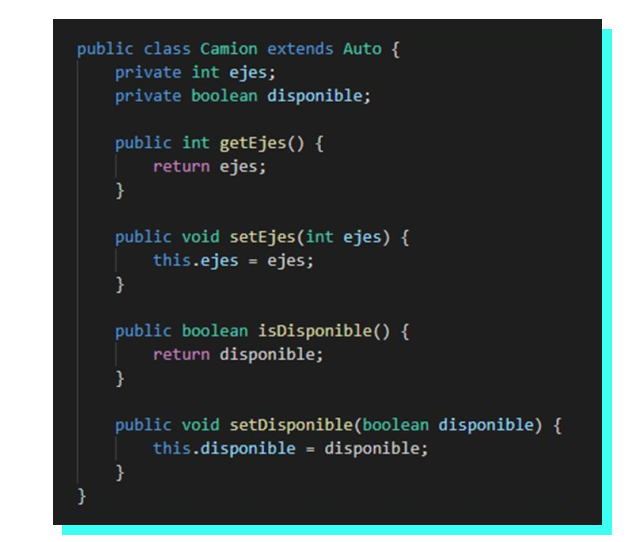 public class Camion extends Auto {
    private int ejes;
    private boolean disponible;

    public int getEjes() {
        return ejes;
    }

    public void setEjes(int ejes) {
        this.ejes = ejes;
    }

    public boolean isDisponible() {
        return disponible;
    }

    public void setDisponible(boolean disponible) {
        this.disponible = disponible;
    }
}